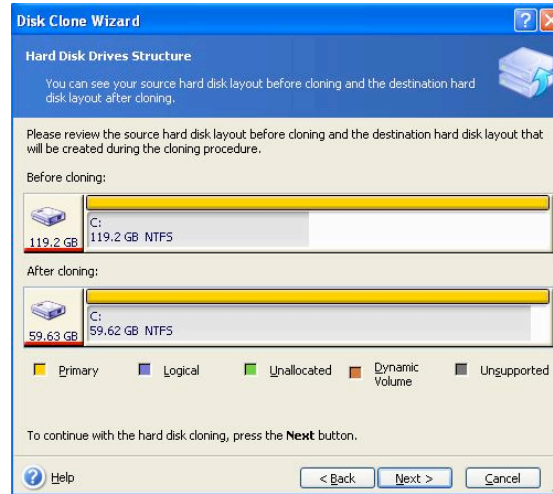 Disk Clone Wizard
Hard Disk Drives Structure
You can see your source hard disk layout before cloning and the destination hard
disk layout after cloning.
Please review the source hard disk layout before cloning and the destination hard disk layout that
will be created during the cloning procedure.
Before cloning:
119.2 GB
C:
119.2 GB NTFS
After cloning:
59.63 GB
C:
59.62 GB NTFS
Primary Logical Unallocated Dynamic Volume Unsupported
To continue with the hard disk cloning, press the Next button.
Help < Back Next > Cancel